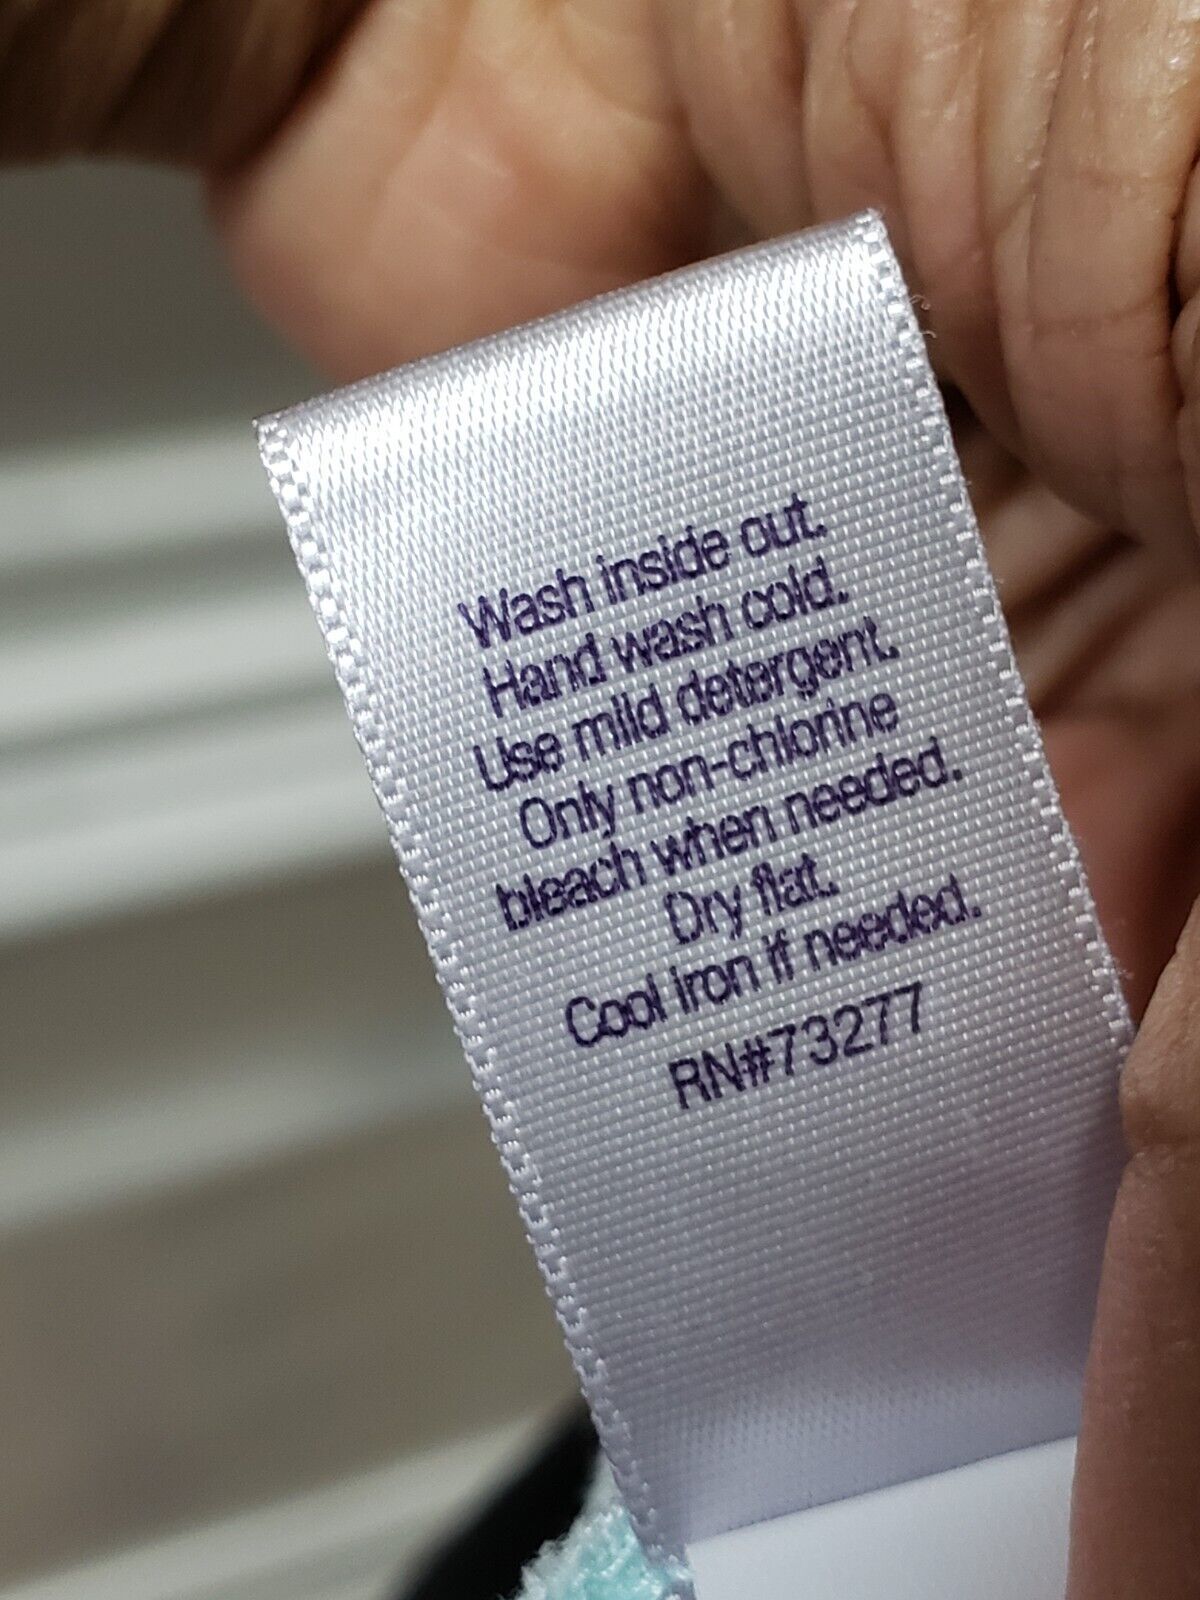 Wash inside out.
Hand wash cold.
Use mild detergent.
Only non-chlorine
bleach when needed.
Dry flat.
Cool iron if needed.
RN#73277